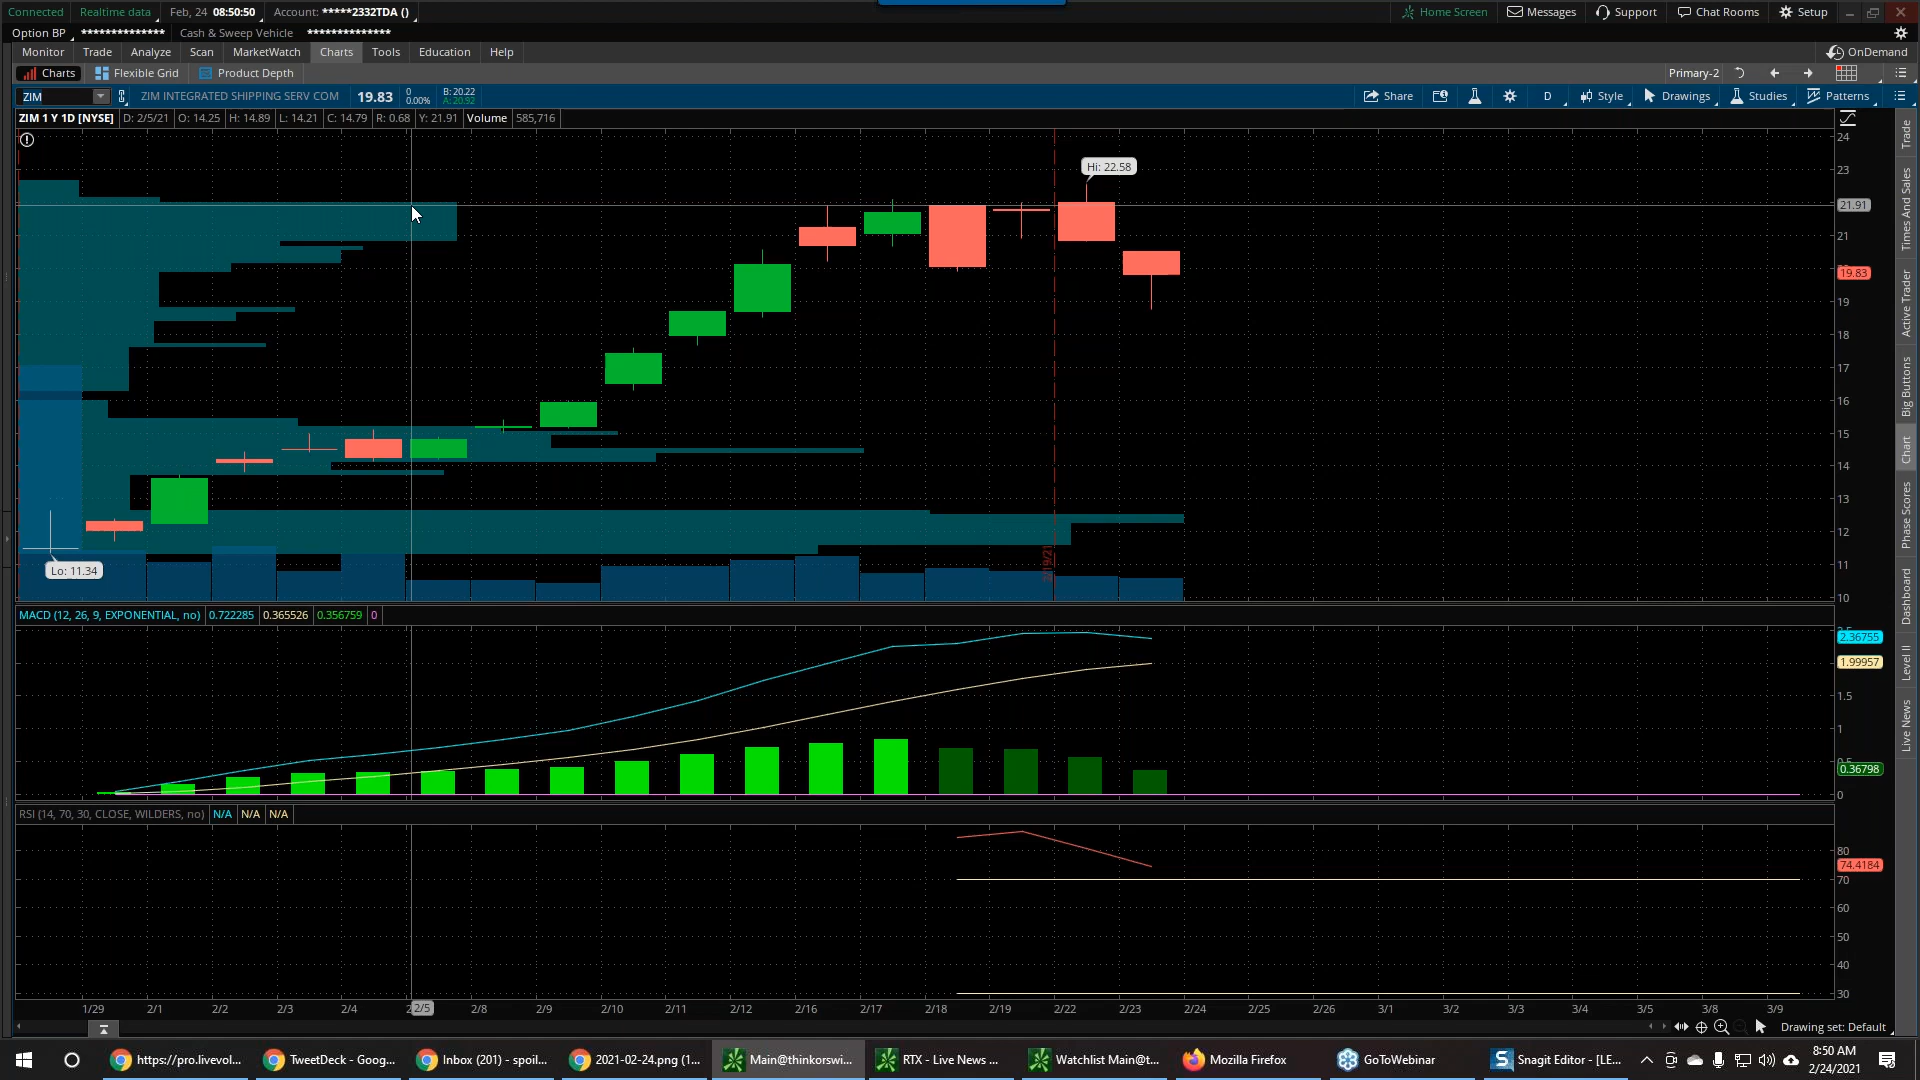 Connected Realtime data Feb, 24 08:50:50 Account: *****2332TDA () Home Screen Messages Support Chat Rooms Setup
Option BP ************** Cash & Sweep Vehicle **************
Monitor Trade Analyze Scan MarketWatch Charts Tools Education Help OnDemand
Charts Flexible Grid Product Depth Primary-2
ZIM ZIM INTEGRATED SHIPPING SERV COM 19.83 0 0.00% B: 20.22 A: 20.92 Share D Style Drawings Studies Patterns
ZIM 1 Y 1D [NYSE] D: 2/5/21 O: 14.25 H: 14.89 L: 14.21 C: 14.79 R: 0.68 Y: 21.91 Volume 585,716
24
Hi: 22.58
23
21.91
21
19.83
19
18
17
16
15
14
13
12
11
10
2/19/21
Lo: 11.34
MACD (12, 26, 9, EXPONENTIAL, no) 0.722285 0.365526 0.356759 0
2.36755
1.99957
1.5
1
0.36798
0
RSI (14, 70, 30, CLOSE, WILDERS, no) N/A N/A N/A
80
74.4184
70
60
50
40
30
1/29 2/1 2/2 2/3 2/4 2/5 2/8 2/9 2/10 2/11 2/12 2/16 2/17 2/18 2/19 2/22 2/23 2/24 2/25 2/26 3/1 3/2 3/3 3/4 3/5 3/8 3/9
Drawing set: Default
Trade
Times And Sales
Active Trader
Big Buttons
Chart
Phase Scores
Dashboard
Level II
Live News
https://pro.livevol... TweetDeck - Goog... Inbox (201) - spoil... 2021-02-24.png (1... Main@thinkorswi... RTX - Live News ... Watchlist Main@t... Mozilla Firefox GoToWebinar Snagit Editor - [LE...
8:50 AM
2/24/2021